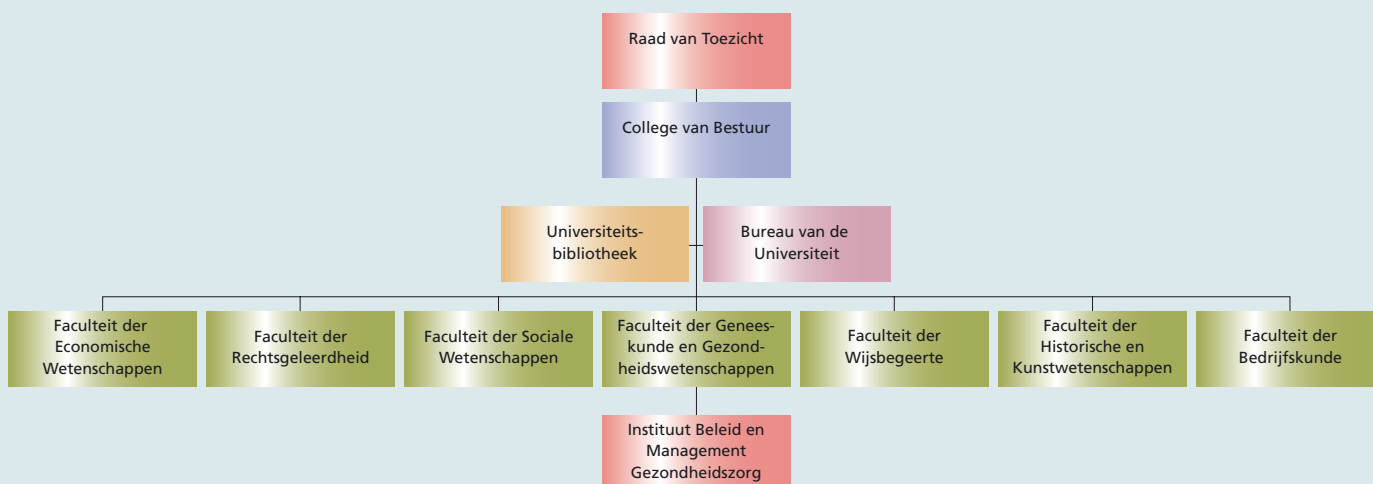 Raad van Toezicht
College van Bestuur
Universiteits-
bibliotheek
Bureau van de
Universiteit
Faculteit der
Economische
Wetenschappen
Faculteit der
Rechtsgeleerdheid
Faculteit der Sociale
Wetenschappen
Faculteit der Genees-
kunde en Gezond-
heidswetenschappen
Faculteit der
Wijsbegeerte
Faculteit der
Historische en
Kunstwetenschappen
Faculteit der
Bedrijfskunde
Instituut Beleid en
Management
Gezondheidszorg